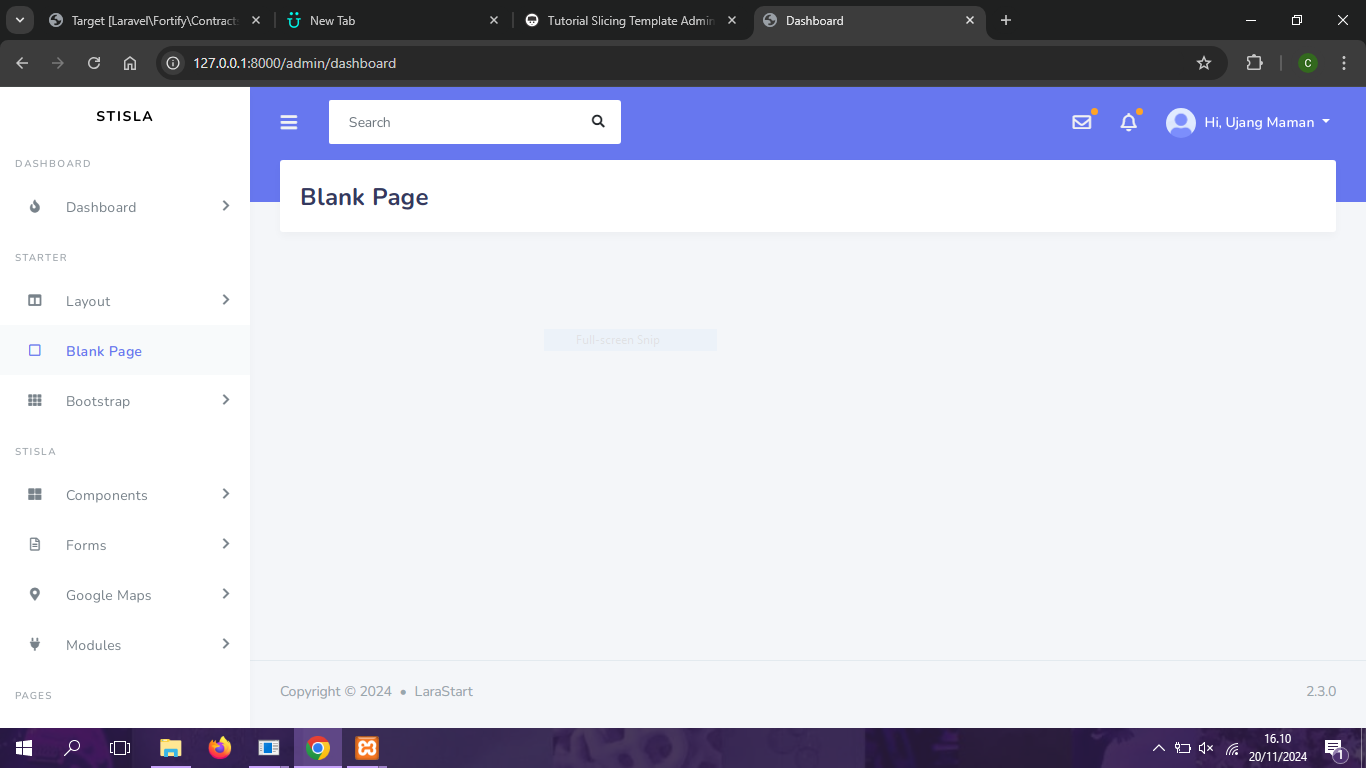 Target [Laravel\Fortify\Contracts
New Tab
Tutorial Slicing Template Admin
Dashboard
127.0.0.1:8000/admin/dashboard
C
STISLA
Search
Hi, Ujang Maman
DASHBOARD
Dashboard
Blank Page
STARTER
Layout
Full-screen Snip
Blank Page
Bootstrap
STISLA
Components
Forms
Google Maps
Modules
PAGES
Copyright © 2024 • LaraStart
2.3.0
16.10
20/11/2024
1